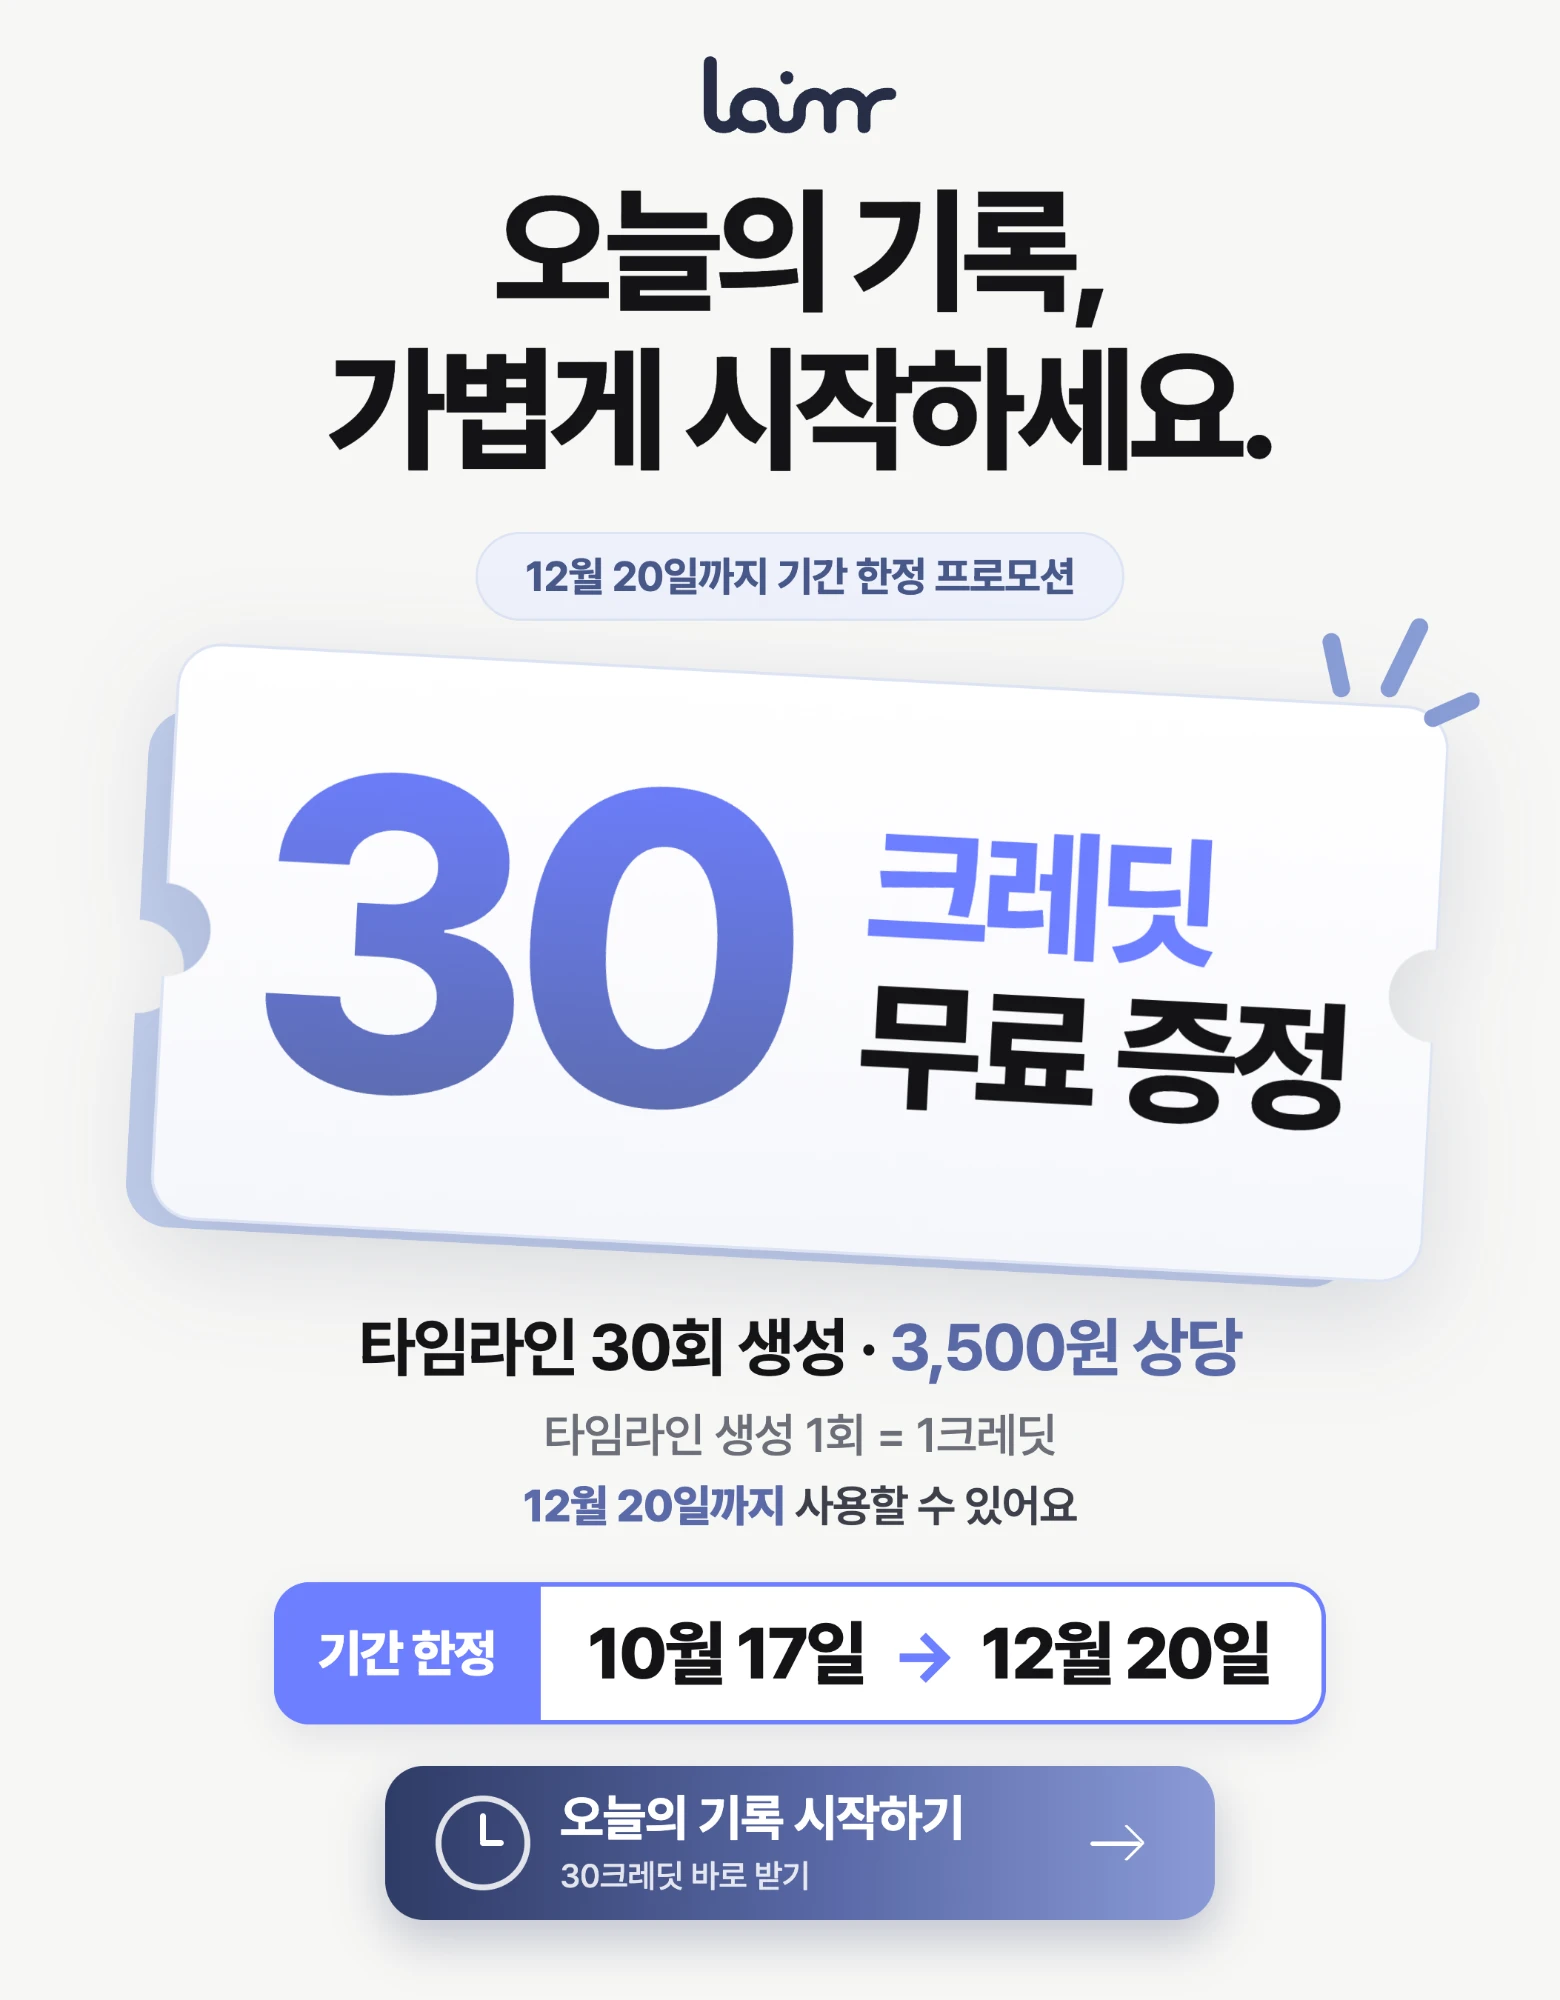 laimr
오늘의 기록,
가볍게 시작하세요.
12월 20일까지 기간 한정 프로모션
30 크레딧
무료 증정
타임라인 30회 생성 · 3,500원 상당
타임라인 생성 1회 = 1크레딧
12월 20일까지 사용할 수 있어요
기간 한정 10월 17일 → 12월 20일
오늘의 기록 시작하기 →
30크레딧 바로 받기